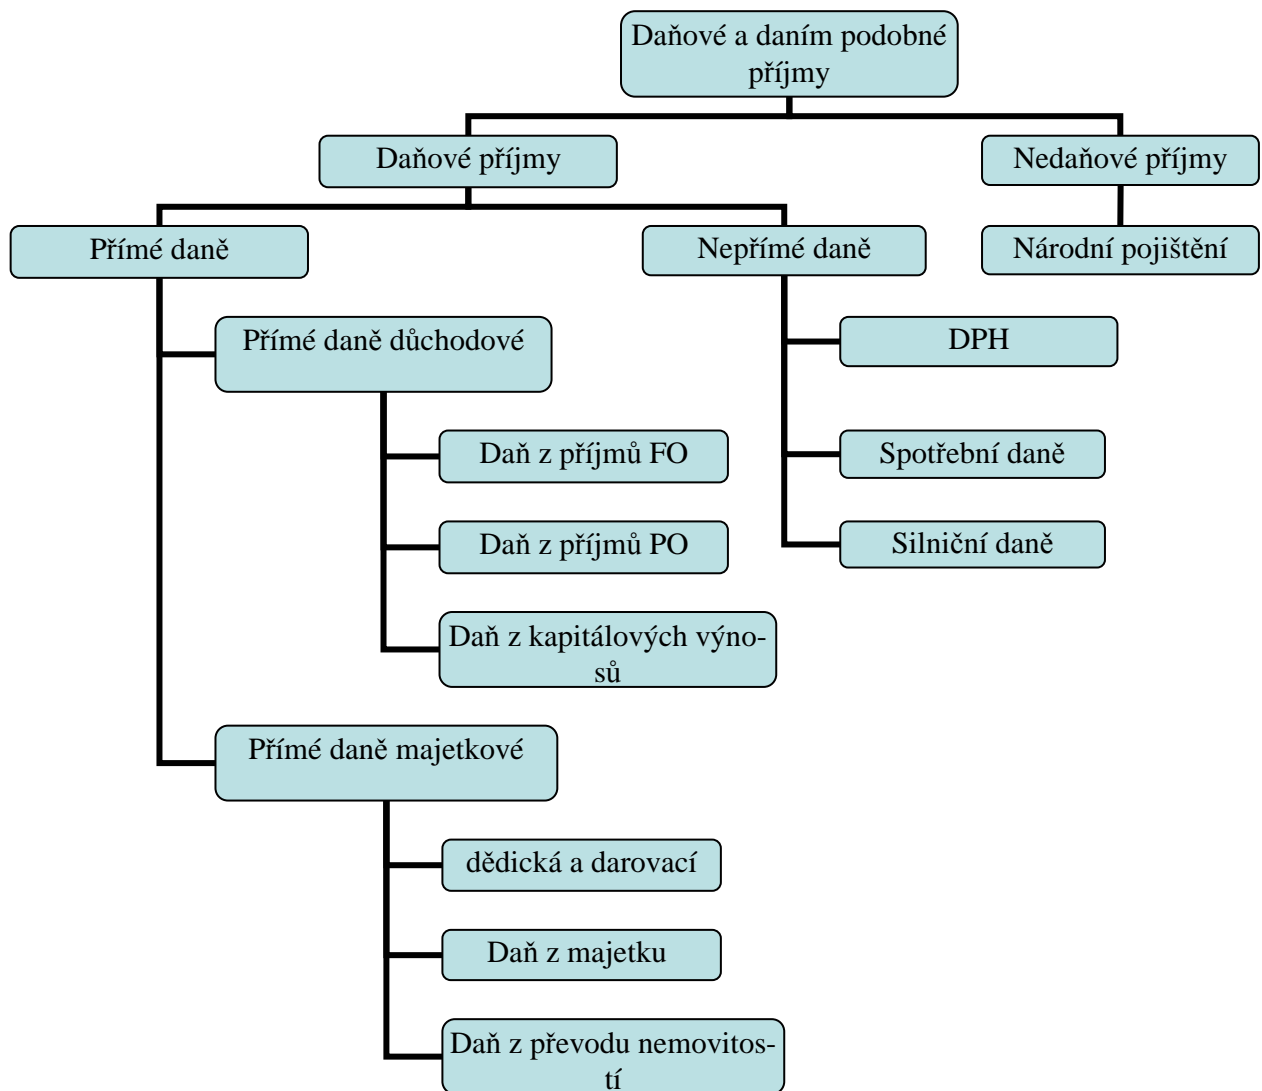 Daňové a daním podobné
příjmy
Daňové příjmy
Nedaňové příjmy
Přímé daně
Nepřímé daně
Národní pojištění
Přímé daně důchodové
DPH
Daň z příjmů FO
Spotřební daně
Daň z příjmů PO
Silniční daně
Daň z kapitálových výno-
sů
Přímé daně majetkové
dědická a darovací
Daň z majetku
Daň z převodu nemovitos-
tí